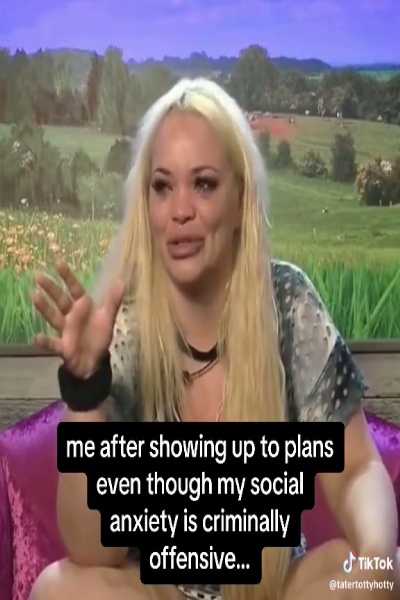 me after showing up to plans
even though my social
anxiety is criminally
offensive...
TikTok
@tatertottyhotty